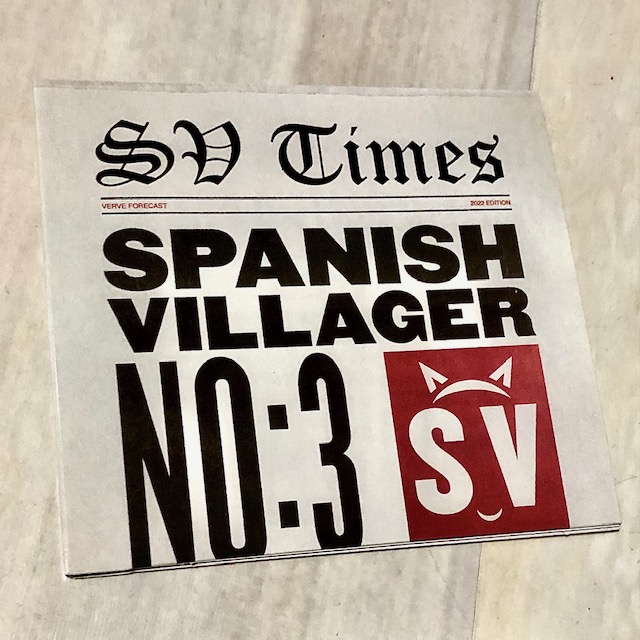 SV Times
VERVE FORECAST 2022 EDITION
SPANISH
VILLAGER
NO:3
SV